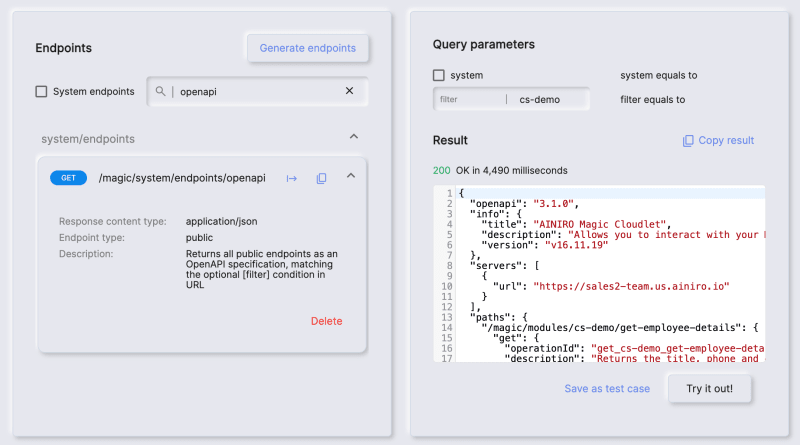 Endpoints
Generate endpoints
System endpoints
openapi
system/endpoints
GET
/magic/system/endpoints/openapi
Response content type: application/json
Endpoint type: public
Description: Returns all public endpoints as an
OpenAPI specification, matching
the optional [filter] condition in
URL
Delete
Query parameters
system
system equals to
filter
cs-demo
filter equals to
Result
Copy result
200 OK in 4,490 milliseconds
1 {
2 "openapi": "3.1.0",
3 "info": {
4 "title": "AINIRO Magic Cloudlet",
5 "description": "Allows you to interact with your
6 "version": "v16.11.19"
7 },
8 "servers": [
9 {
10 "url": "https://sales2-team.us.ainiro.io"
11 }
12 ],
13 "paths": {
14 "/magic/modules/cs-demo/get-employee-details": {
15 "get": {
16 "operationId": "get_cs-demo_get-employee-deta
17 "description": "Returns the title, phone and
Save as test case
Try it out!